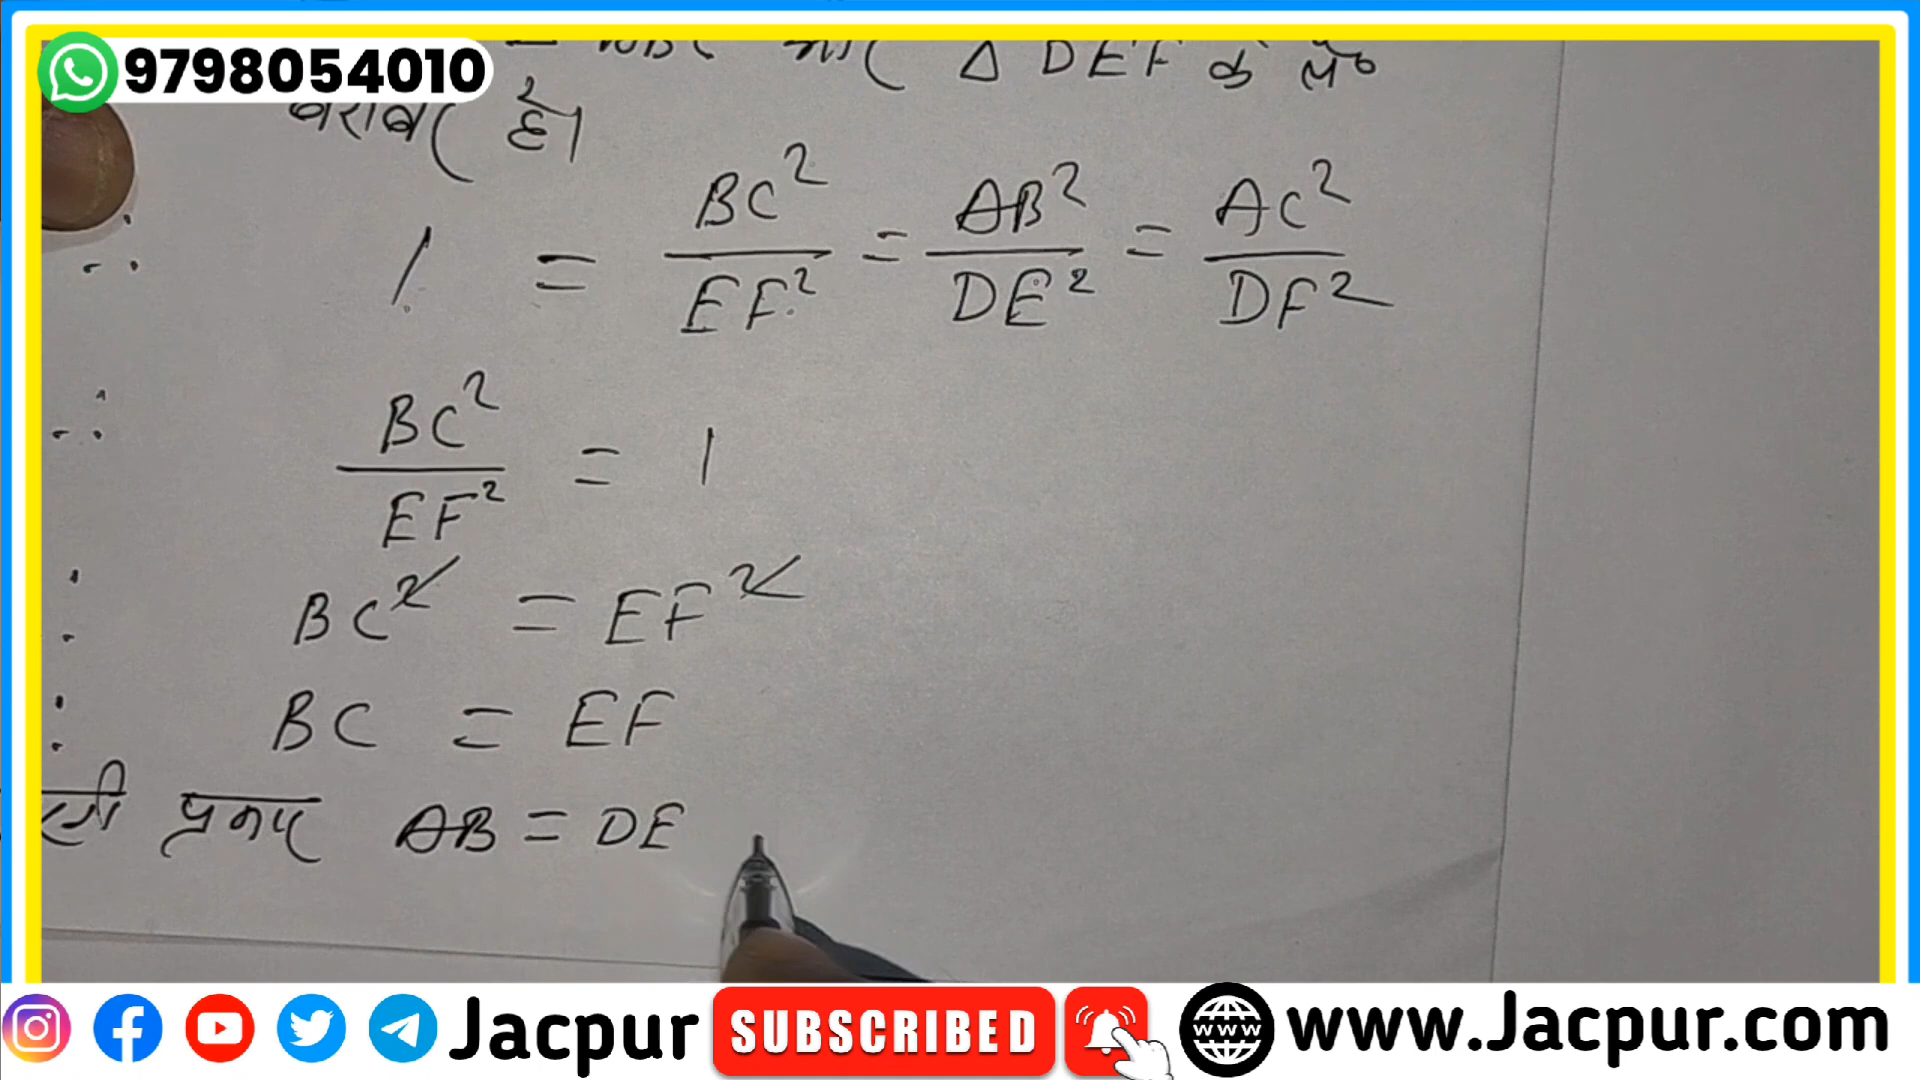 9798054010
△ DEF के
बराबर है।
∴ 1 = BC² / EF² = AB² / DE² = AC² / DF²
∴ BC² / EF² = 1
: BC² = EF²
: BC = EF
प्रकार AB = DE
Jacpur SUBSCRIBED www www.Jacpur.com